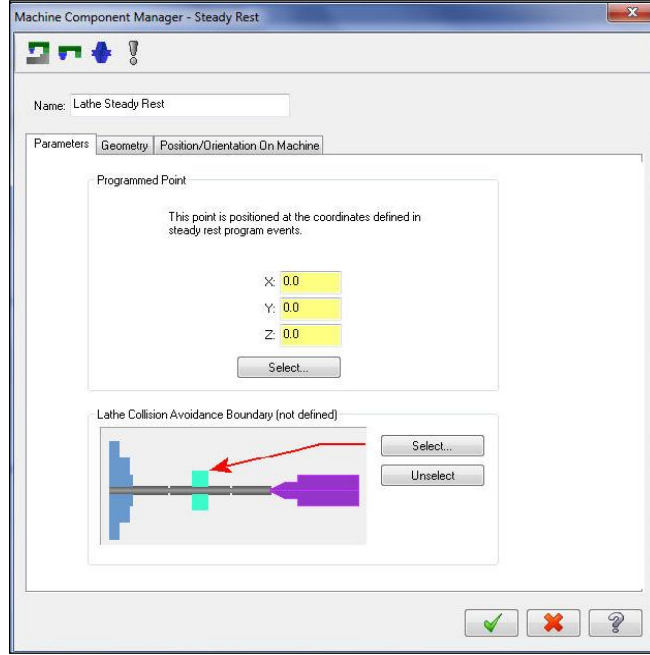 Machine Component Manager - Steady Rest
Name: Lathe Steady Rest
Parameters Geometry Position/Orientation On Machine
Programmed Point
This point is positioned at the coordinates defined in
steady rest program events.
X: 0.0
Y: 0.0
Z: 0.0
Select...
Lathe Collision Avoidance Boundary (not defined)
Select...
Unselect